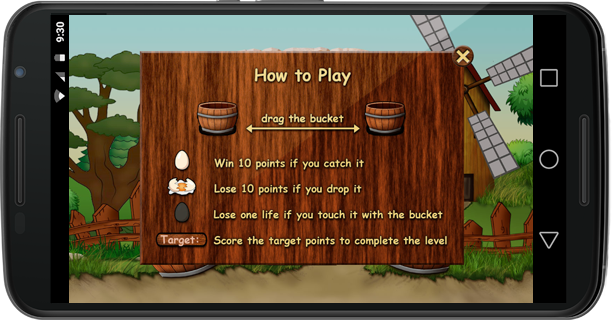 9:30
How to Play
drag the bucket
Win 10 points if you catch it
Lose 10 points if you drop it
Lose one life if you touch it with the bucket
Target: Score the target points to complete the level